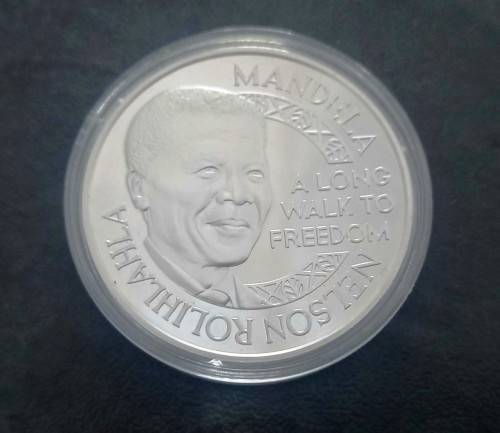 NELSON ROLIHLAHLA
MANDELA
A LONG
WALK TO
FREEDOM